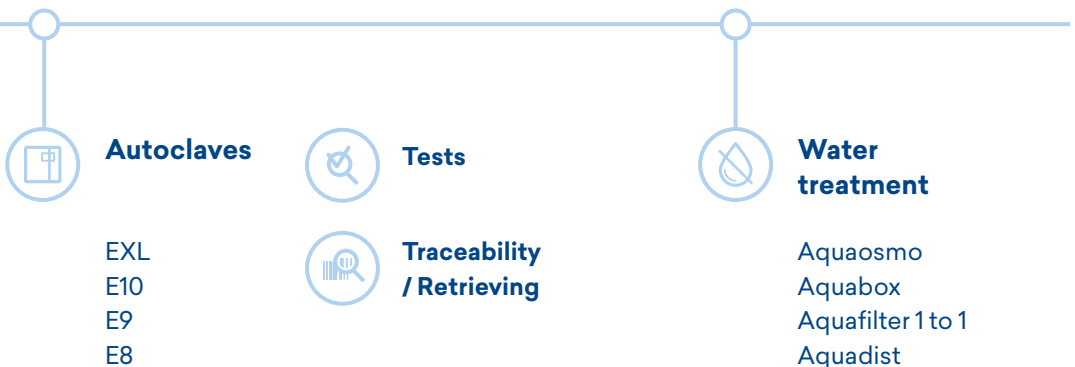 Autoclaves
EXL
E10
E9
E8
Tests
Traceability
/ Retrieving
Water
treatment
Aquaosmo
Aquabox
Aquafilter 1 to 1
Aquadist